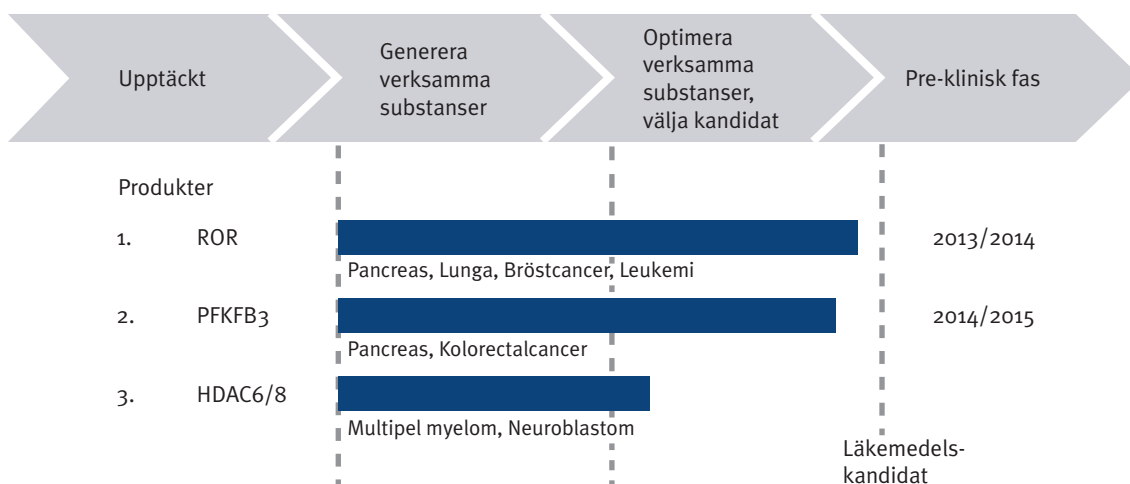 Upptäckt
Generera
verksamma
substanser
Optimera
verksamma
substanser,
välja kandidat
Pre-klinisk fas
Produkter
1. ROR 2013/2014
Pancreas, Lunga, Bröstcancer, Leukemi
2. PFKFB3 2014/2015
Pancreas, Kolorectalcancer
3. HDAC6/8
Multipel myelom, Neuroblastom
Läkemedels-
kandidat